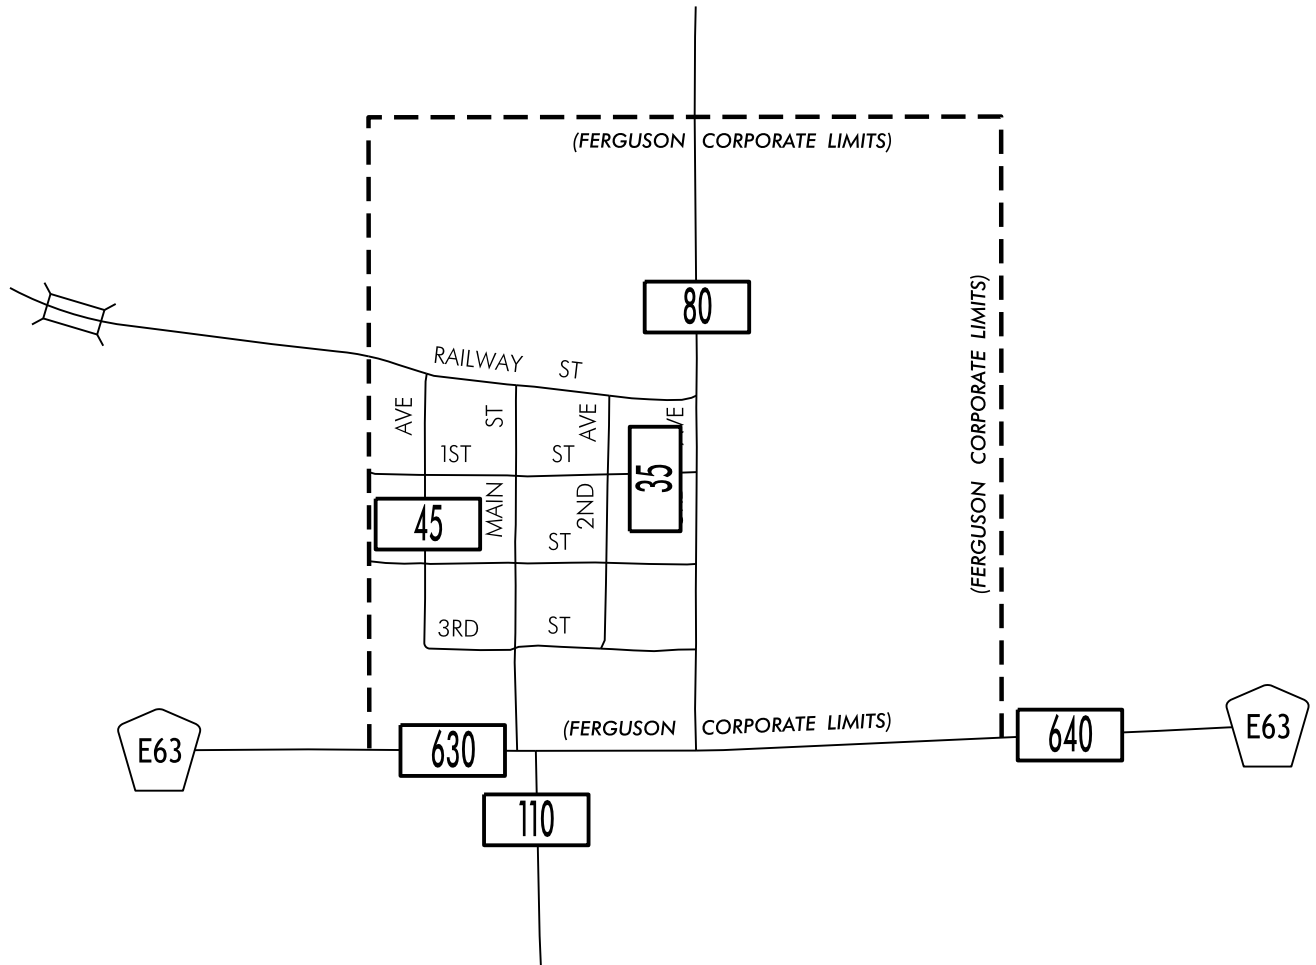 (FERGUSON CORPORATE LIMITS)
(FERGUSON CORPORATE LIMITS)
80
RAILWAY ST
AVE
ST
AVE
1ST ST
35
45
MAIN
2ND
ST
3RD ST
(FERGUSON CORPORATE LIMITS)
E63
630
640
E63
110